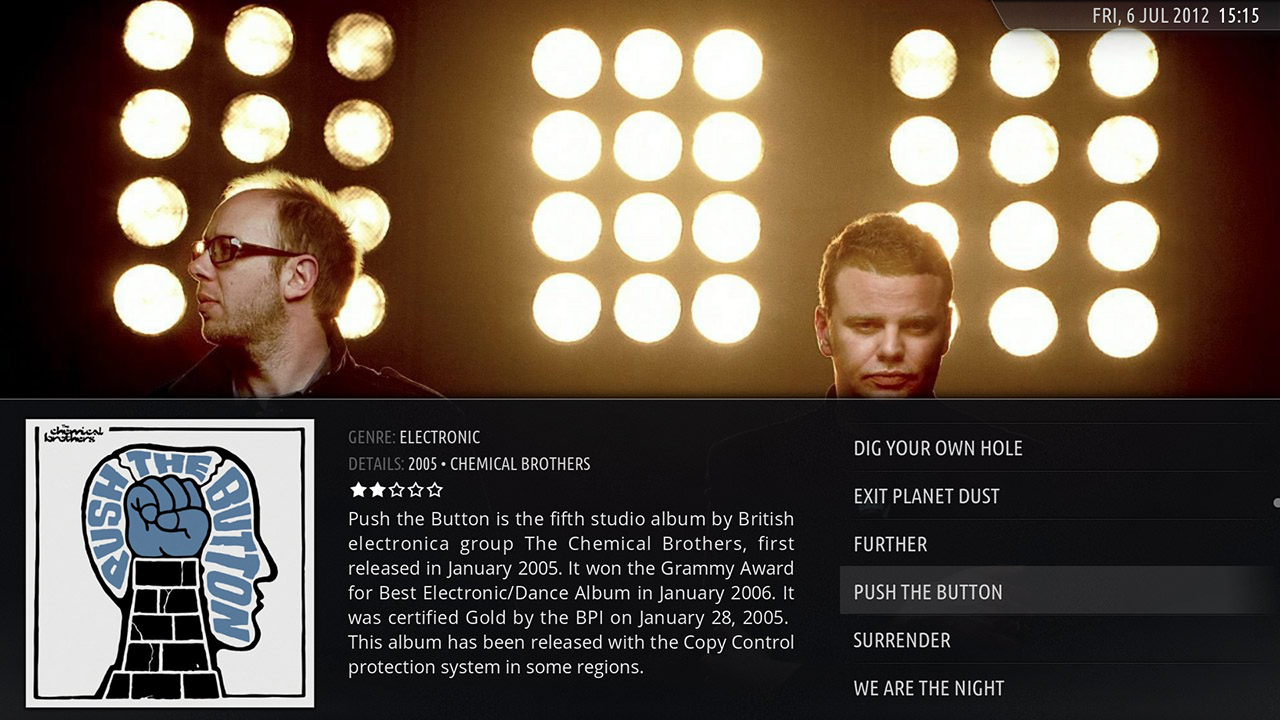 FRI, 6 JUL 2012 15:15
The
chemical
brothers
PUSH THE BUTTON
GENRE: ELECTRONIC
DETAILS: 2005 • CHEMICAL BROTHERS
Push the Button is the fifth studio album by British
electronica group The Chemical Brothers, first
released in January 2005. It won the Grammy Award
for Best Electronic/Dance Album in January 2006. It
was certified Gold by the BPI on January 28, 2005.
This album has been released with the Copy Control
protection system in some regions.
DIG YOUR OWN HOLE
EXIT PLANET DUST
FURTHER
PUSH THE BUTTON
SURRENDER
WE ARE THE NIGHT